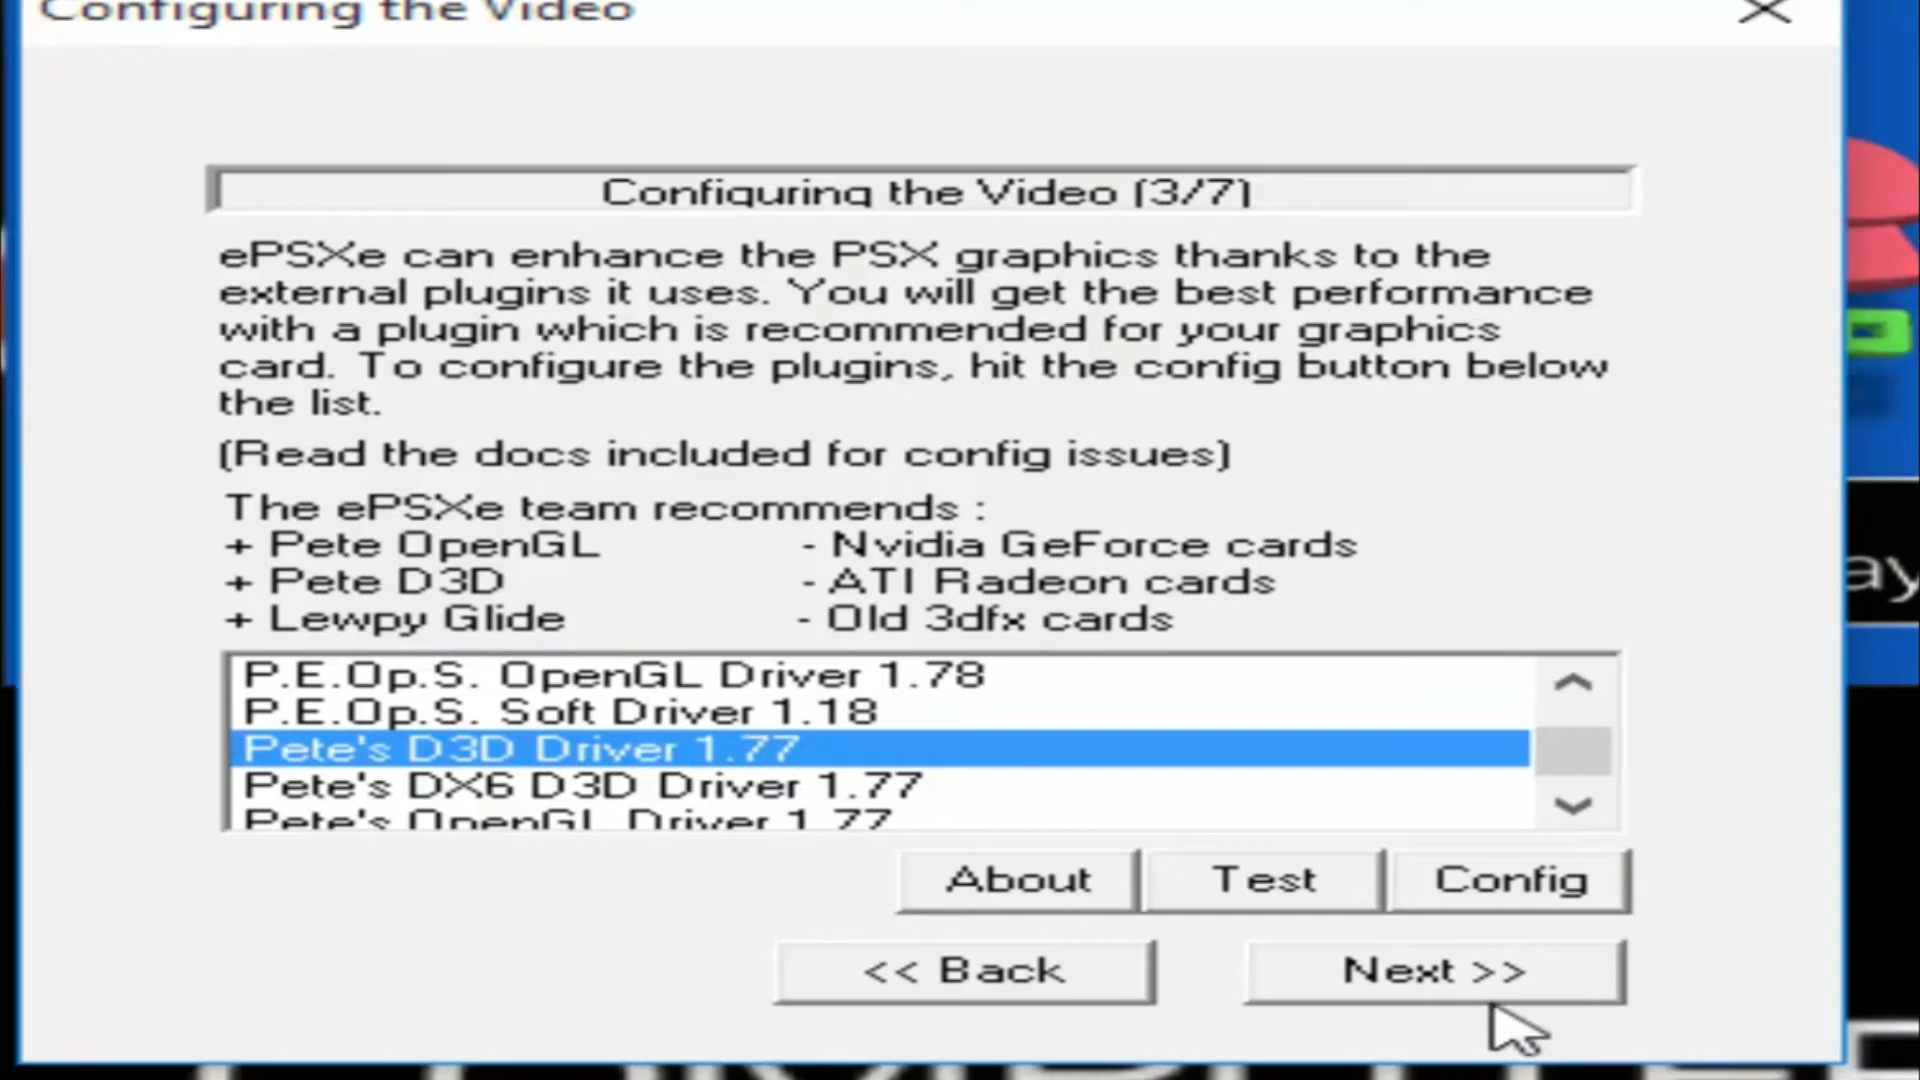 Configuring the Video
Configuring the Video (3/7)
ePSXe can enhance the PSX graphics thanks to the
external plugins it uses. You will get the best performance
with a plugin which is recommended for your graphics
card. To configure the plugins, hit the config button below
the list.
(Read the docs included for config issues)
The ePSXe team recommends :
+ Pete OpenGL - Nvidia GeForce cards
+ Pete D3D - ATI Radeon cards
+ Lewpy Glide - Old 3dfx cards
P.E.Op.S. OpenGL Driver 1.78
P.E.Op.S. Soft Driver 1.18
Pete's D3D Driver 1.77
Pete's DX6 D3D Driver 1.77
Pete's OpenGL Driver 1.77
About Test Config
<< Back Next >>